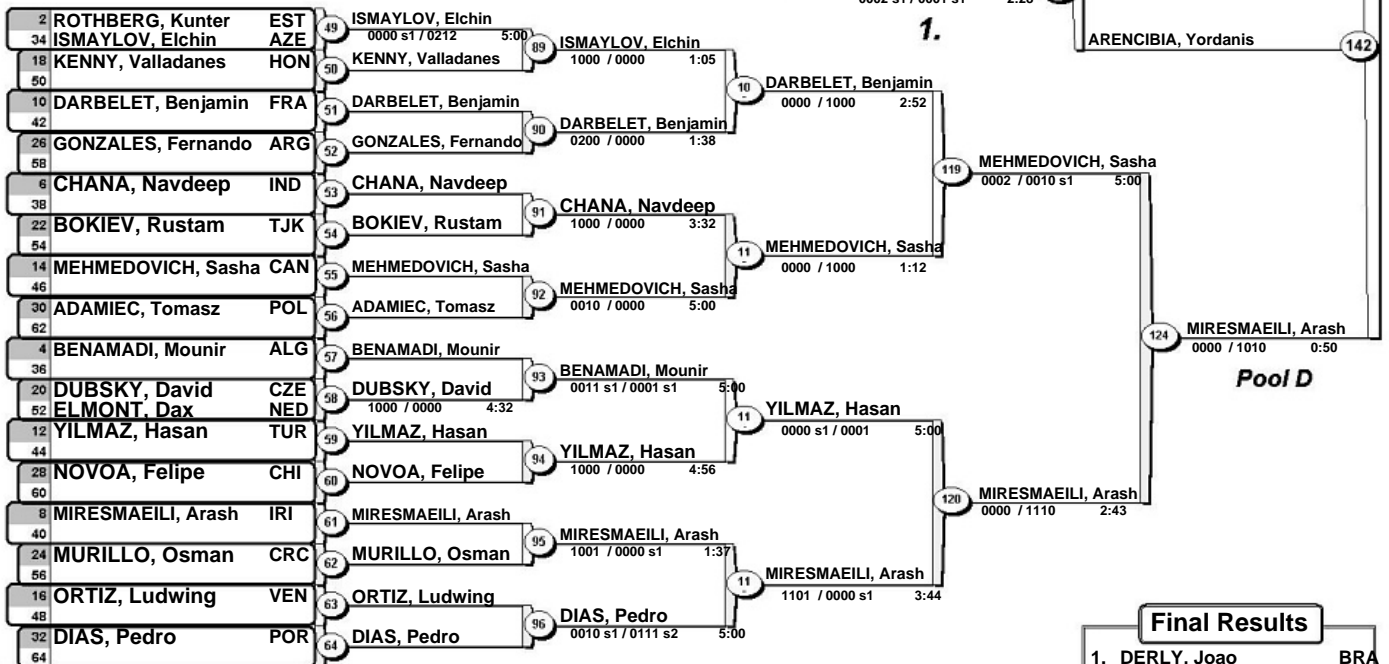 0002 s1 / 0001 s1 2:28
1.
ARENCIBIA, Yordanis
142
2 ROTHBERG, Kunter EST
34 ISMAYLOV, Elchin AZE
18 KENNY, Valladanes HON
50
10 DARBELET, Benjamin FRA
42
26 GONZALES, Fernando ARG
58
6 CHANA, Navdeep IND
38
22 BOKIEV, Rustam TJK
54
14 MEHMEDOVICH, Sasha CAN
46
30 ADAMIEC, Tomasz POL
62
4 BENAMADI, Mounir ALG
36
20 DUBSKY, David CZE
52 ELMONT, Dax NED
12 YILMAZ, Hasan TUR
44
28 NOVOA, Felipe CHI
60
8 MIRESMAEILI, Arash IRI
40
24 MURILLO, Osman CRC
56
16 ORTIZ, Ludwing VEN
48
32 DIAS, Pedro POR
64
49 ISMAYLOV, Elchin
0000 s1 / 0212 5:00
50 KENNY, Valladanes
51 DARBELET, Benjamin
52 GONZALES, Fernando
53 CHANA, Navdeep
54 BOKIEV, Rustam
55 MEHMEDOVICH, Sasha
56 ADAMIEC, Tomasz
57 BENAMADI, Mounir
58 DUBSKY, David
1000 / 0000 4:32
59 YILMAZ, Hasan
60 NOVOA, Felipe
61 MIRESMAEILI, Arash
62 MURILLO, Osman
63 ORTIZ, Ludwing
64 DIAS, Pedro
89 ISMAYLOV, Elchin
1000 / 0000 1:05
90 DARBELET, Benjamin
0200 / 0000 1:38
91 CHANA, Navdeep
1000 / 0000 3:32
92 MEHMEDOVICH, Sasha
0010 / 0000 5:00
93 BENAMADI, Mounir
0011 s1 / 0001 s1 5:00
94 YILMAZ, Hasan
1000 / 0000 4:56
95 MIRESMAEILI, Arash
1001 / 0000 s1 1:37
96 DIAS, Pedro
0010 s1 / 0111 s2 5:00
10 DARBELET, Benjamin
0000 / 1000 2:52
11 MEHMEDOVICH, Sasha
0000 / 1000 1:12
11 YILMAZ, Hasan
0000 s1 / 0001 5:00
11 MIRESMAEILI, Arash
1101 / 0000 s1 3:44
119 MEHMEDOVICH, Sasha
0002 / 0010 s1 5:00
120 MIRESMAEILI, Arash
0000 / 1110 2:43
124 MIRESMAEILI, Arash
0000 / 1010 0:50
Pool D
Final Results
1. DERLY, Joao BRA